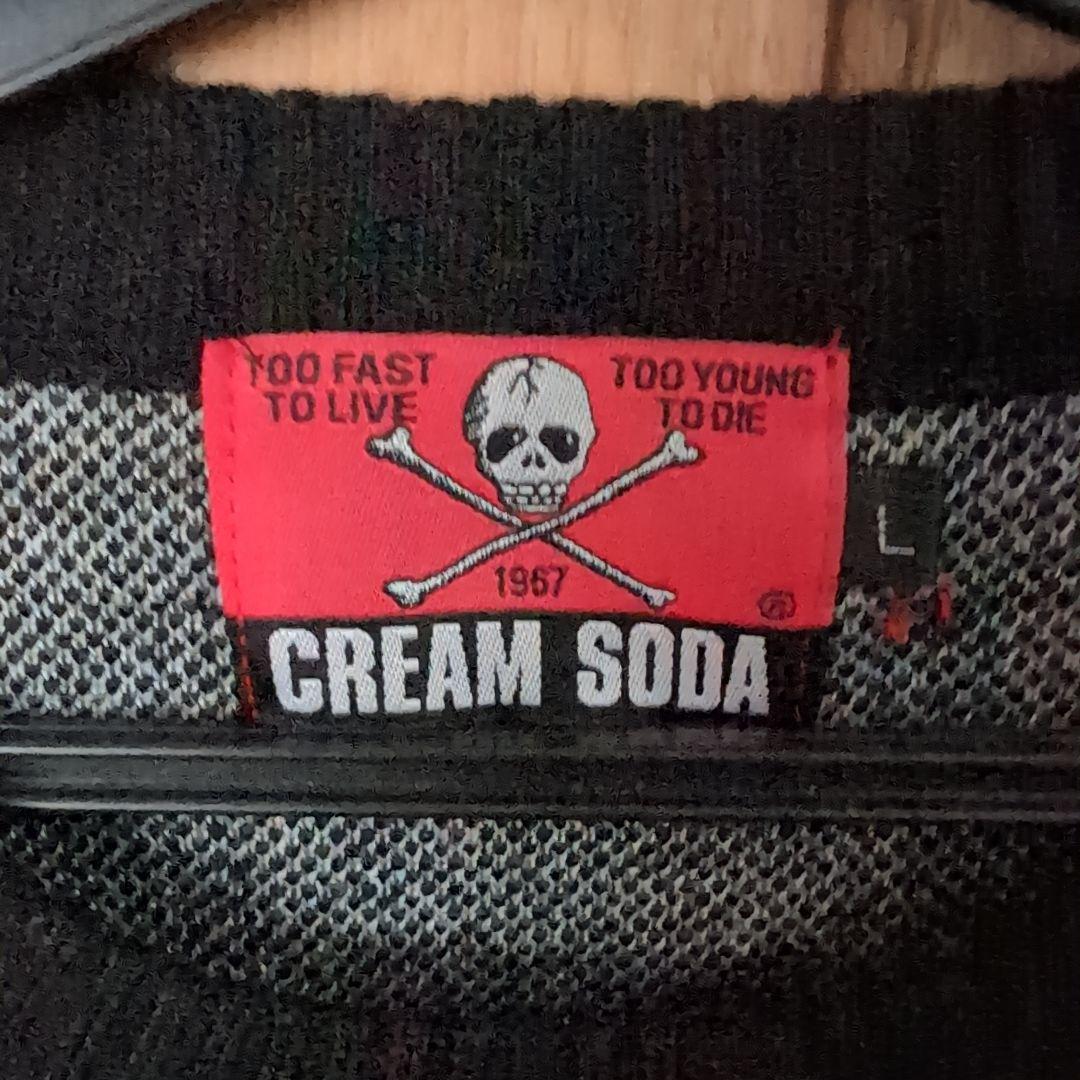 TOO FAST
TO LIVE
TOO YOUNG
TO DIE
1967
®
CREAM SODA
L